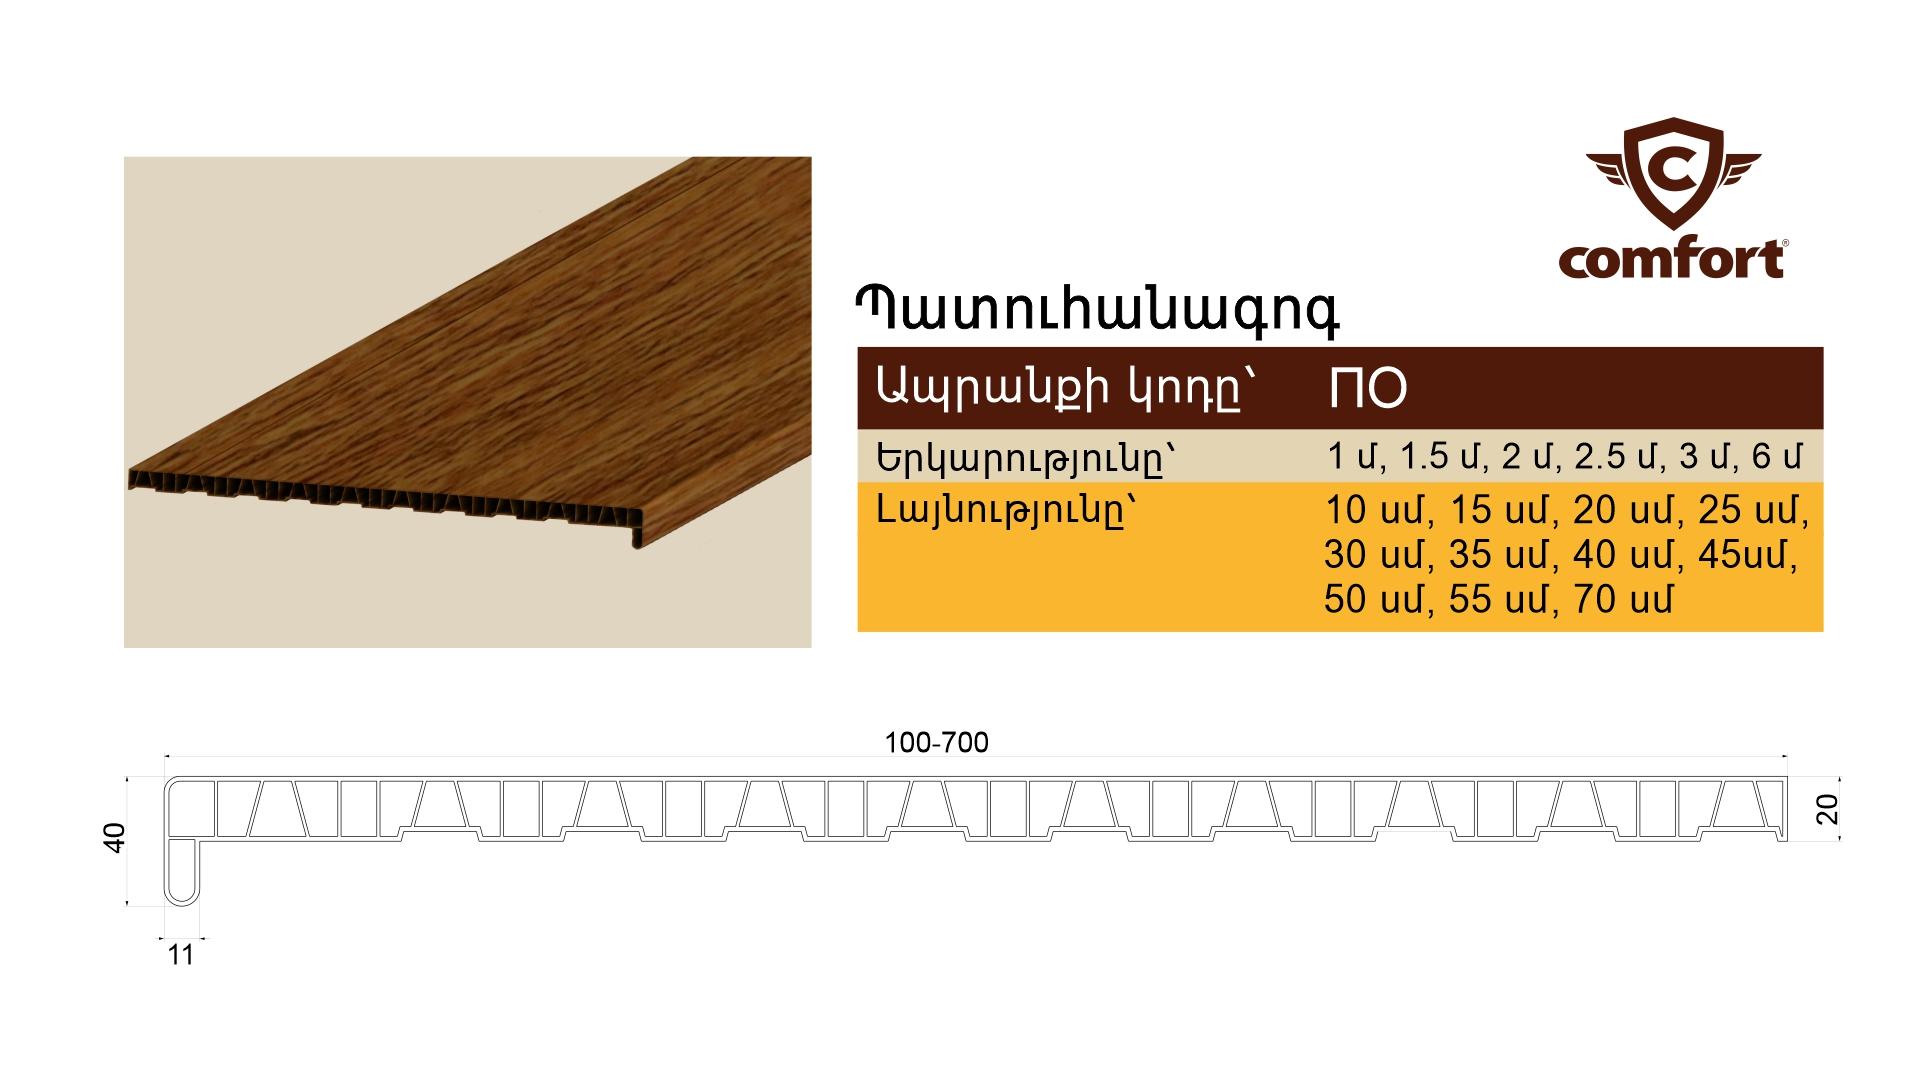 C
comfort®
Պատուհանագոգ
Ապրանքի կոդը՝ ПО
Երկարությունը՝ 1 մ, 1.5 մ, 2 մ, 2.5 մ, 3 մ, 6 մ
Լայնությունը՝ 10 սմ, 15 սմ, 20 սմ, 25 սմ,
30 սմ, 35 սմ, 40 սմ, 45սմ,
50 սմ, 55 սմ, 70 սմ
100-700
40
20
11